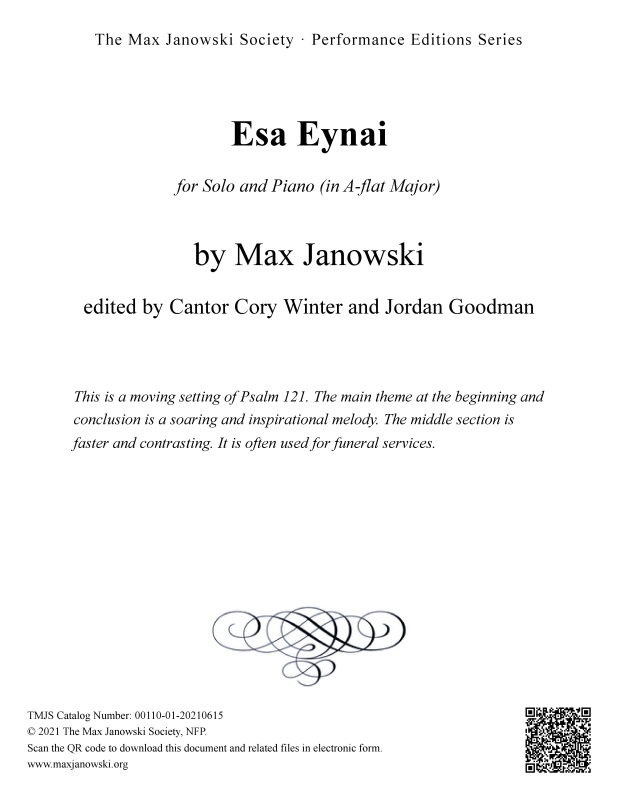 The Max Janowski Society · Performance Editions Series
Esa Eynai
for Solo and Piano (in A-flat Major)
by Max Janowski
edited by Cantor Cory Winter and Jordan Goodman
This is a moving setting of Psalm 121. The main theme at the beginning and
conclusion is a soaring and inspirational melody. The middle section is
faster and contrasting. It is often used for funeral services.
TMJS Catalog Number: 00110-01-20210615
© 2021 The Max Janowski Society, NFP.
Scan the QR code to download this document and related files in electronic form.
www.maxjanowski.org